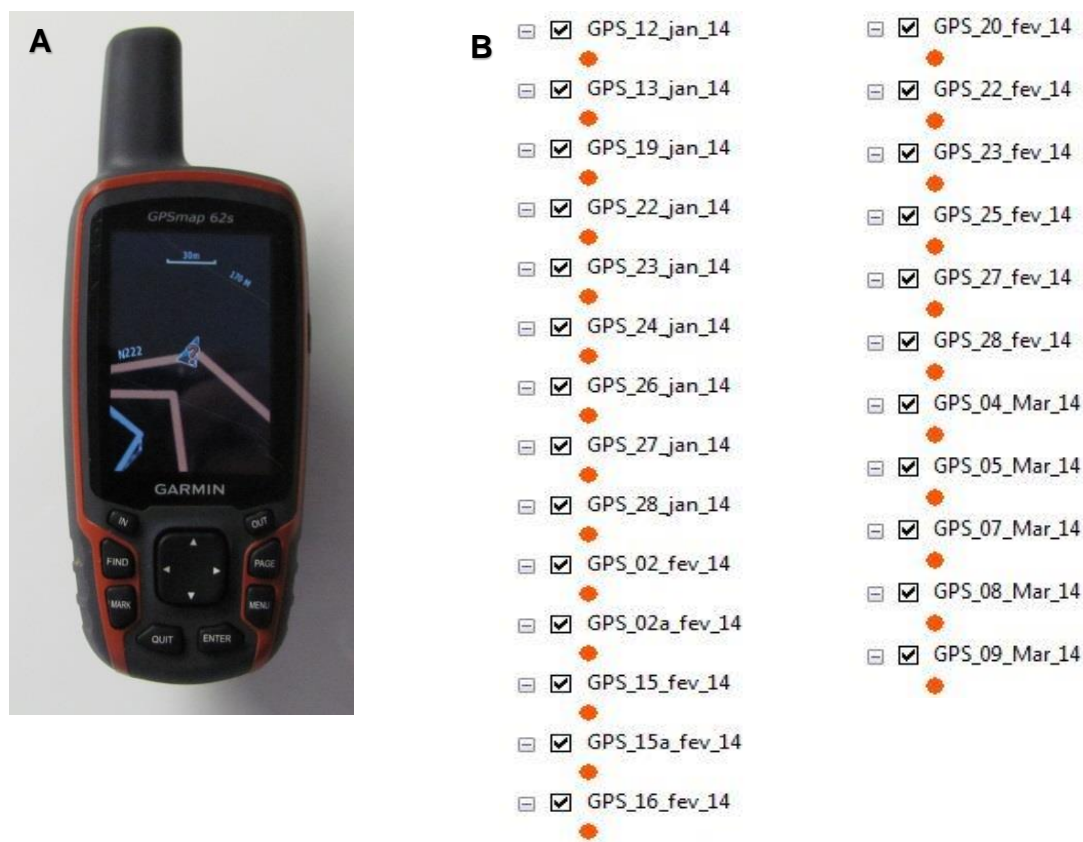 A
GPSmap 62s
30m
170 M
N222
GARMIN
IN
OUT
FIND
PAGE
MARK
MENU
QUIT
ENTER
B
GPS_12_jan_14
GPS_13_jan_14
GPS_19_jan_14
GPS_22_jan_14
GPS_23_jan_14
GPS_24_jan_14
GPS_26_jan_14
GPS_27_jan_14
GPS_28_jan_14
GPS_02_fev_14
GPS_02a_fev_14
GPS_15_fev_14
GPS_15a_fev_14
GPS_16_fev_14
GPS_20_fev_14
GPS_22_fev_14
GPS_23_fev_14
GPS_25_fev_14
GPS_27_fev_14
GPS_28_fev_14
GPS_04_Mar_14
GPS_05_Mar_14
GPS_07_Mar_14
GPS_08_Mar_14
GPS_09_Mar_14